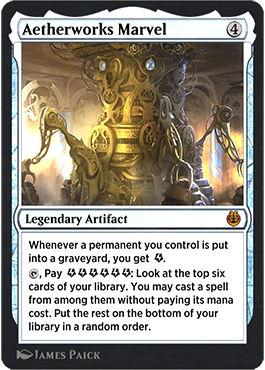 Aetherworks Marvel 4
Legendary Artifact
Whenever a permanent you control is put
into a graveyard, you get .
, Pay : Look at the top six
cards of your library. You may cast a spell
from among them without paying its mana
cost. Put the rest on the bottom of your
library in a random order.
James Paick